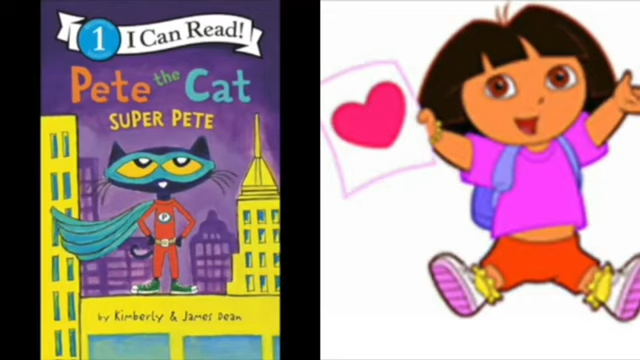 1 I Can Read!
Pete the Cat
SUPER PETE
P
by Kimberly & James Dean